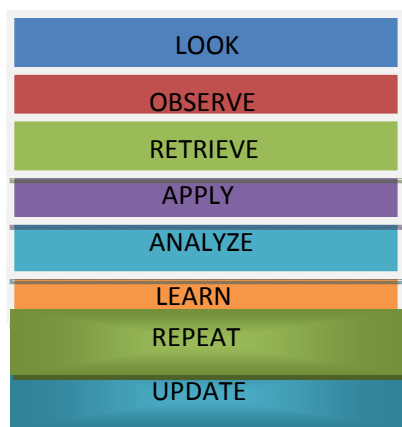 LOOK
OBSERVE
RETRIEVE
APPLY
ANALYZE
LEARN
REPEAT
UPDATE